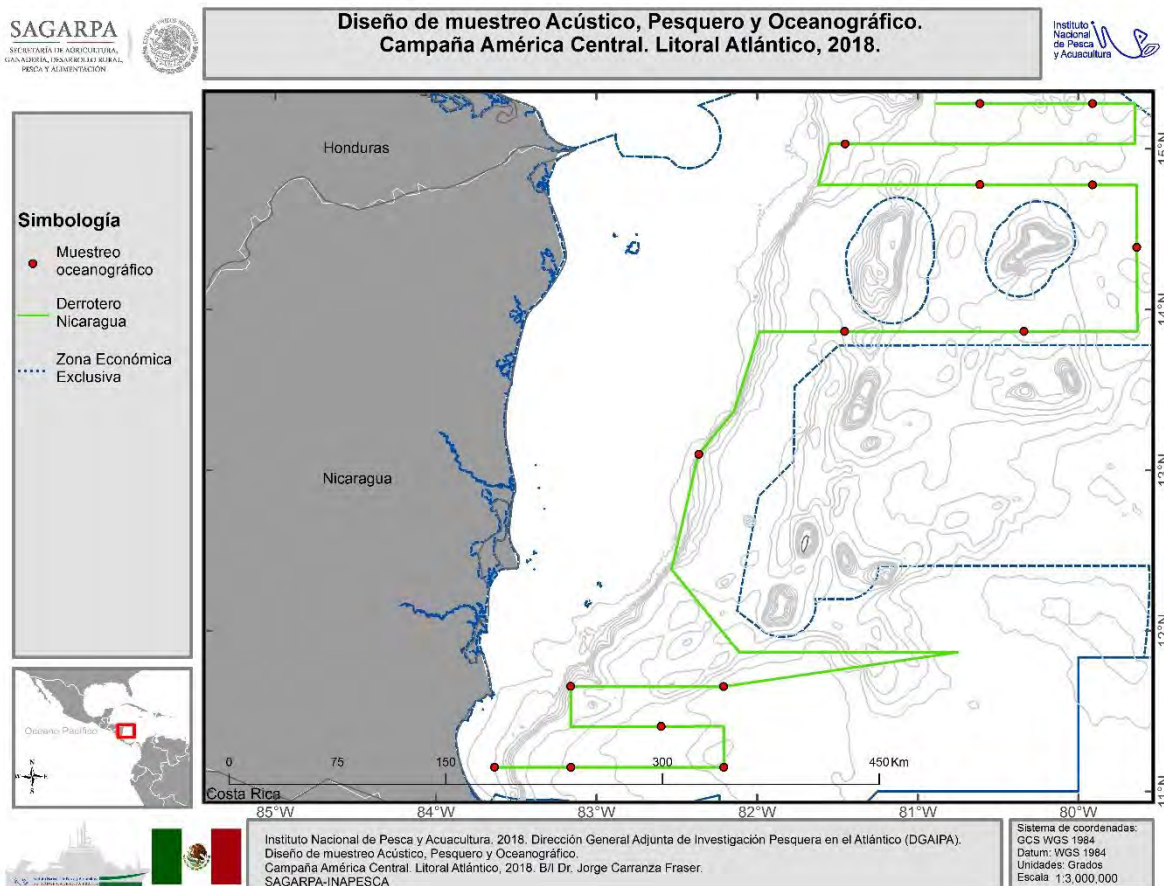 SAGARPA
SECRETARÍA DE AGRICULTURA,
GANADERÍA, DESARROLLO RURAL,
PESCA Y ALIMENTACIÓN
Diseño de muestreo Acústico, Pesquero y Oceanográfico.
Campaña América Central. Litoral Atlántico, 2018.
Instituto
Nacional
de Pesca
y Acuacultura
Simbología
Muestreo
oceanográfico
Derrotero
Nicaragua
Zona Económica
Exclusiva
Honduras
Nicaragua
Costa Rica
0 75 150 300 450 Km
15°N
14°N
13°N
12°N
11°N
85°W 84°W 83°W 82°W 81°W 80°W
Oceano Pacífico
N
W E
S
Instituto Nacional de Pesca y Acuacultura, 2018. Dirección General Adjunta de Investigación Pesquera en el Atlántico (DGAIPA).
Diseño de muestreo Acústico, Pesquero y Oceanográfico.
Campaña América Central. Litoral Atlántico, 2018. B/I Dr. Jorge Carranza Fraser.
SAGARPA-INAPESCA
Sistema de coordenadas:
GCS WGS 1984
Datum: WGS 1984
Unidades: Grados
Escala 1:3,000,000